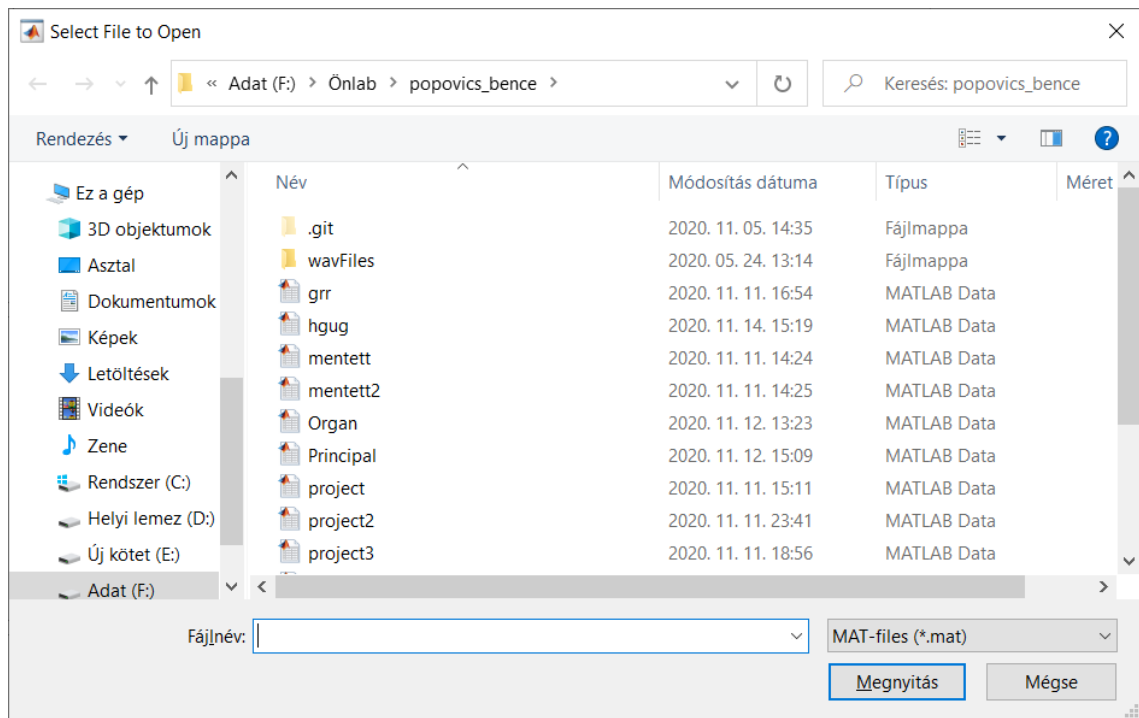 Select File to Open
« Adat (F:) > Önlab > popovics_bence >
Keresés: popovics_bence
Rendezés Új mappa
?
Név Módosítás dátuma Típus Méret
Ez a gép
3D objektumok
Asztal
Dokumentumok
Képek
Letöltések
Videók
Zene
Rendszer (C:)
Helyi lemez (D:)
Új kötet (E:)
Adat (F:)
.git 2020. 11. 05. 14:35 Fájlmappa
wavFiles 2020. 05. 24. 13:14 Fájlmappa
grr 2020. 11. 11. 16:54 MATLAB Data
hgug 2020. 11. 14. 15:19 MATLAB Data
mentett 2020. 11. 11. 14:24 MATLAB Data
mentett2 2020. 11. 11. 14:25 MATLAB Data
Organ 2020. 11. 12. 13:23 MATLAB Data
Principal 2020. 11. 12. 15:09 MATLAB Data
project 2020. 11. 11. 15:11 MATLAB Data
project2 2020. 11. 11. 23:41 MATLAB Data
project3 2020. 11. 11. 18:56 MATLAB Data
Fájlnév: MAT-files (*.mat)
Megnyitás Mégse